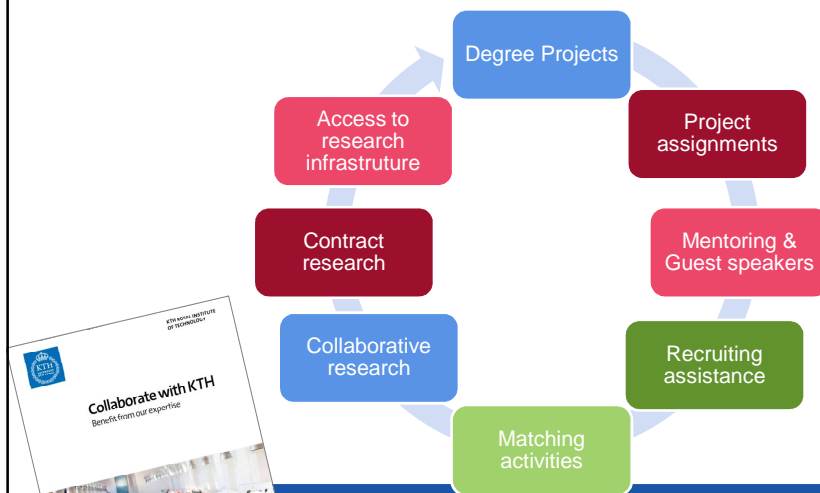 Degree Projects
Project
assignments
Mentoring &
Guest speakers
Recruiting
assistance
Matching
activities
Collaborative
research
Contract
research
Access to
research
infrastruture
KTH ROYAL INSTITUTE
OF TECHNOLOGY
KTH
Collaborate with KTH
Benefit from our expertise